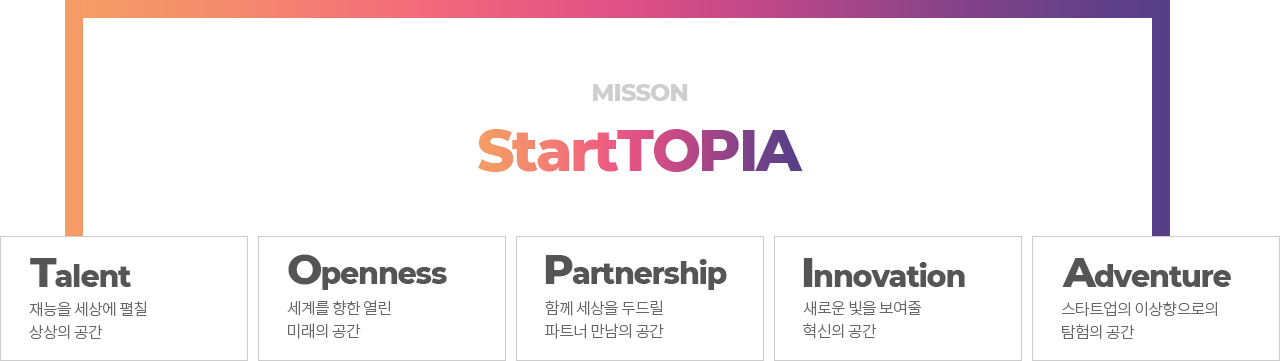 MISSON
StartTOPIA
Talent
재능을 세상에 펼칠
상상의 공간
Openness
세계를 향한 열린
미래의 공간
Partnership
함께 세상을 두드릴
파트너 만남의 공간
Innovation
새로운 빛을 보여줄
혁신의 공간
Adventure
스타트업의 이상향으로의
탐험의 공간